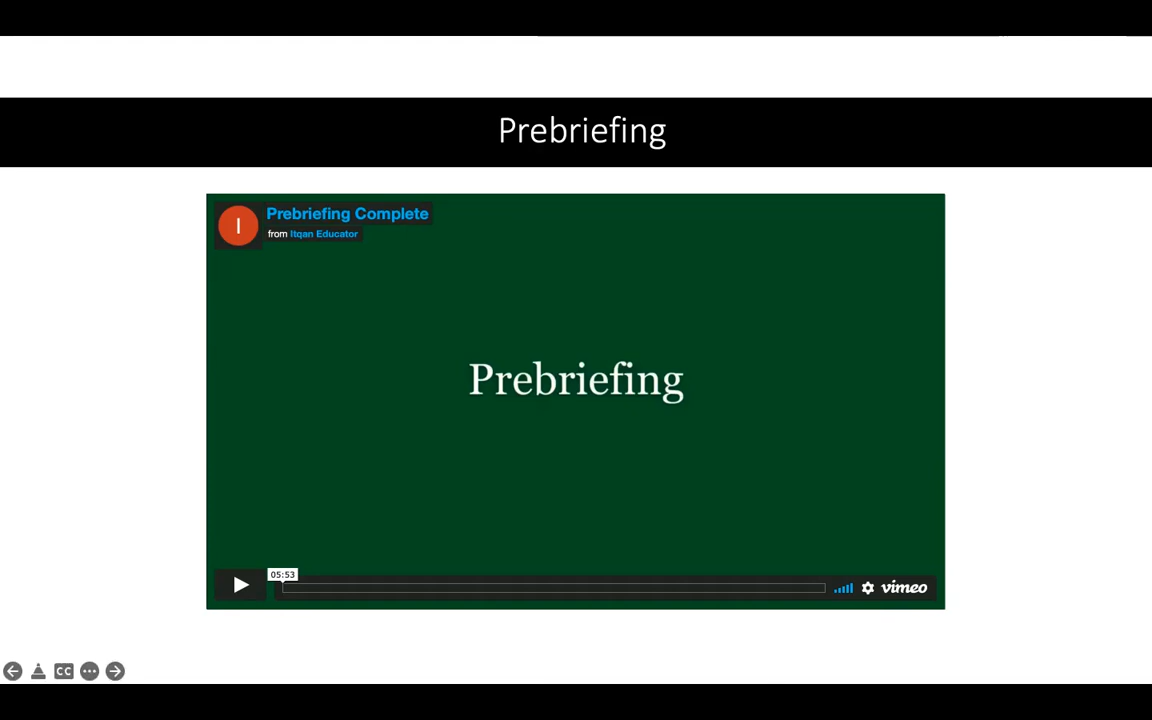 Prebriefing
I
Prebriefing Complete
from Itqan Educator
Prebriefing
05:53
vimeo
CC